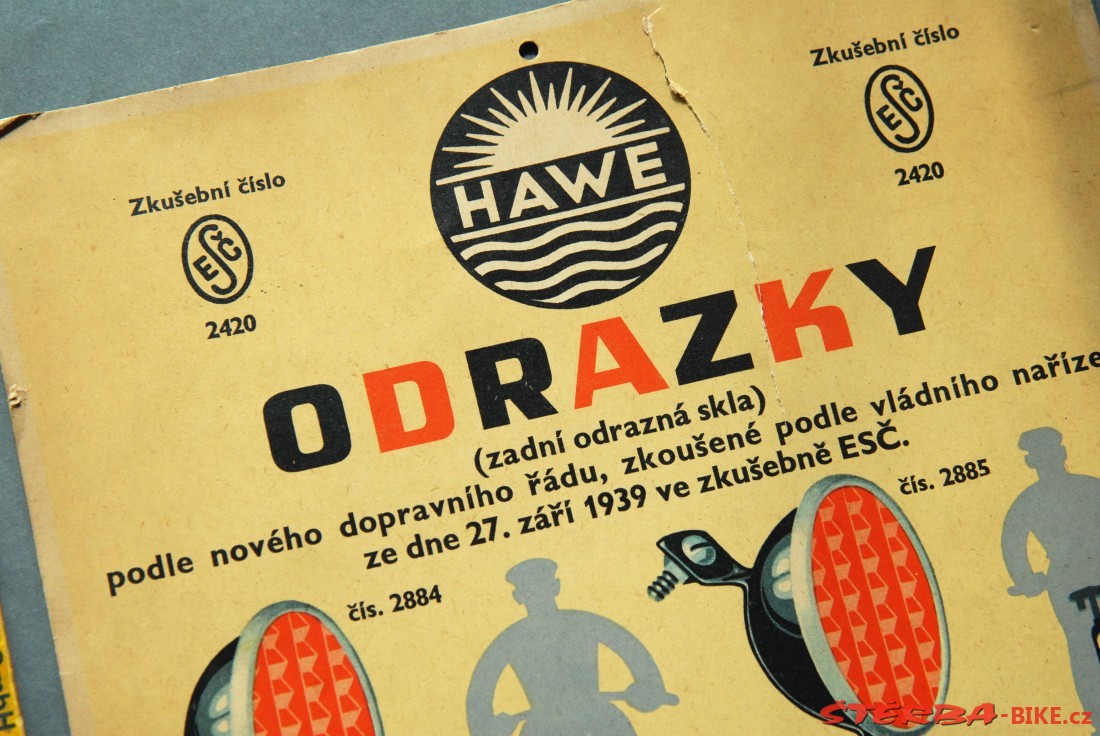 Zkušební číslo
ESČ
2420
HAWE
Zkušební číslo
ESČ
2420
ODRAZKY
(zadní odrazná skla)
podle nového dopravního řádu, zkoušené podle vládního naříze
ze dne 27. září 1939 ve zkušebně ESČ.
čís. 2884
čís. 2885
ŠTĚRBA-BIKE.cz